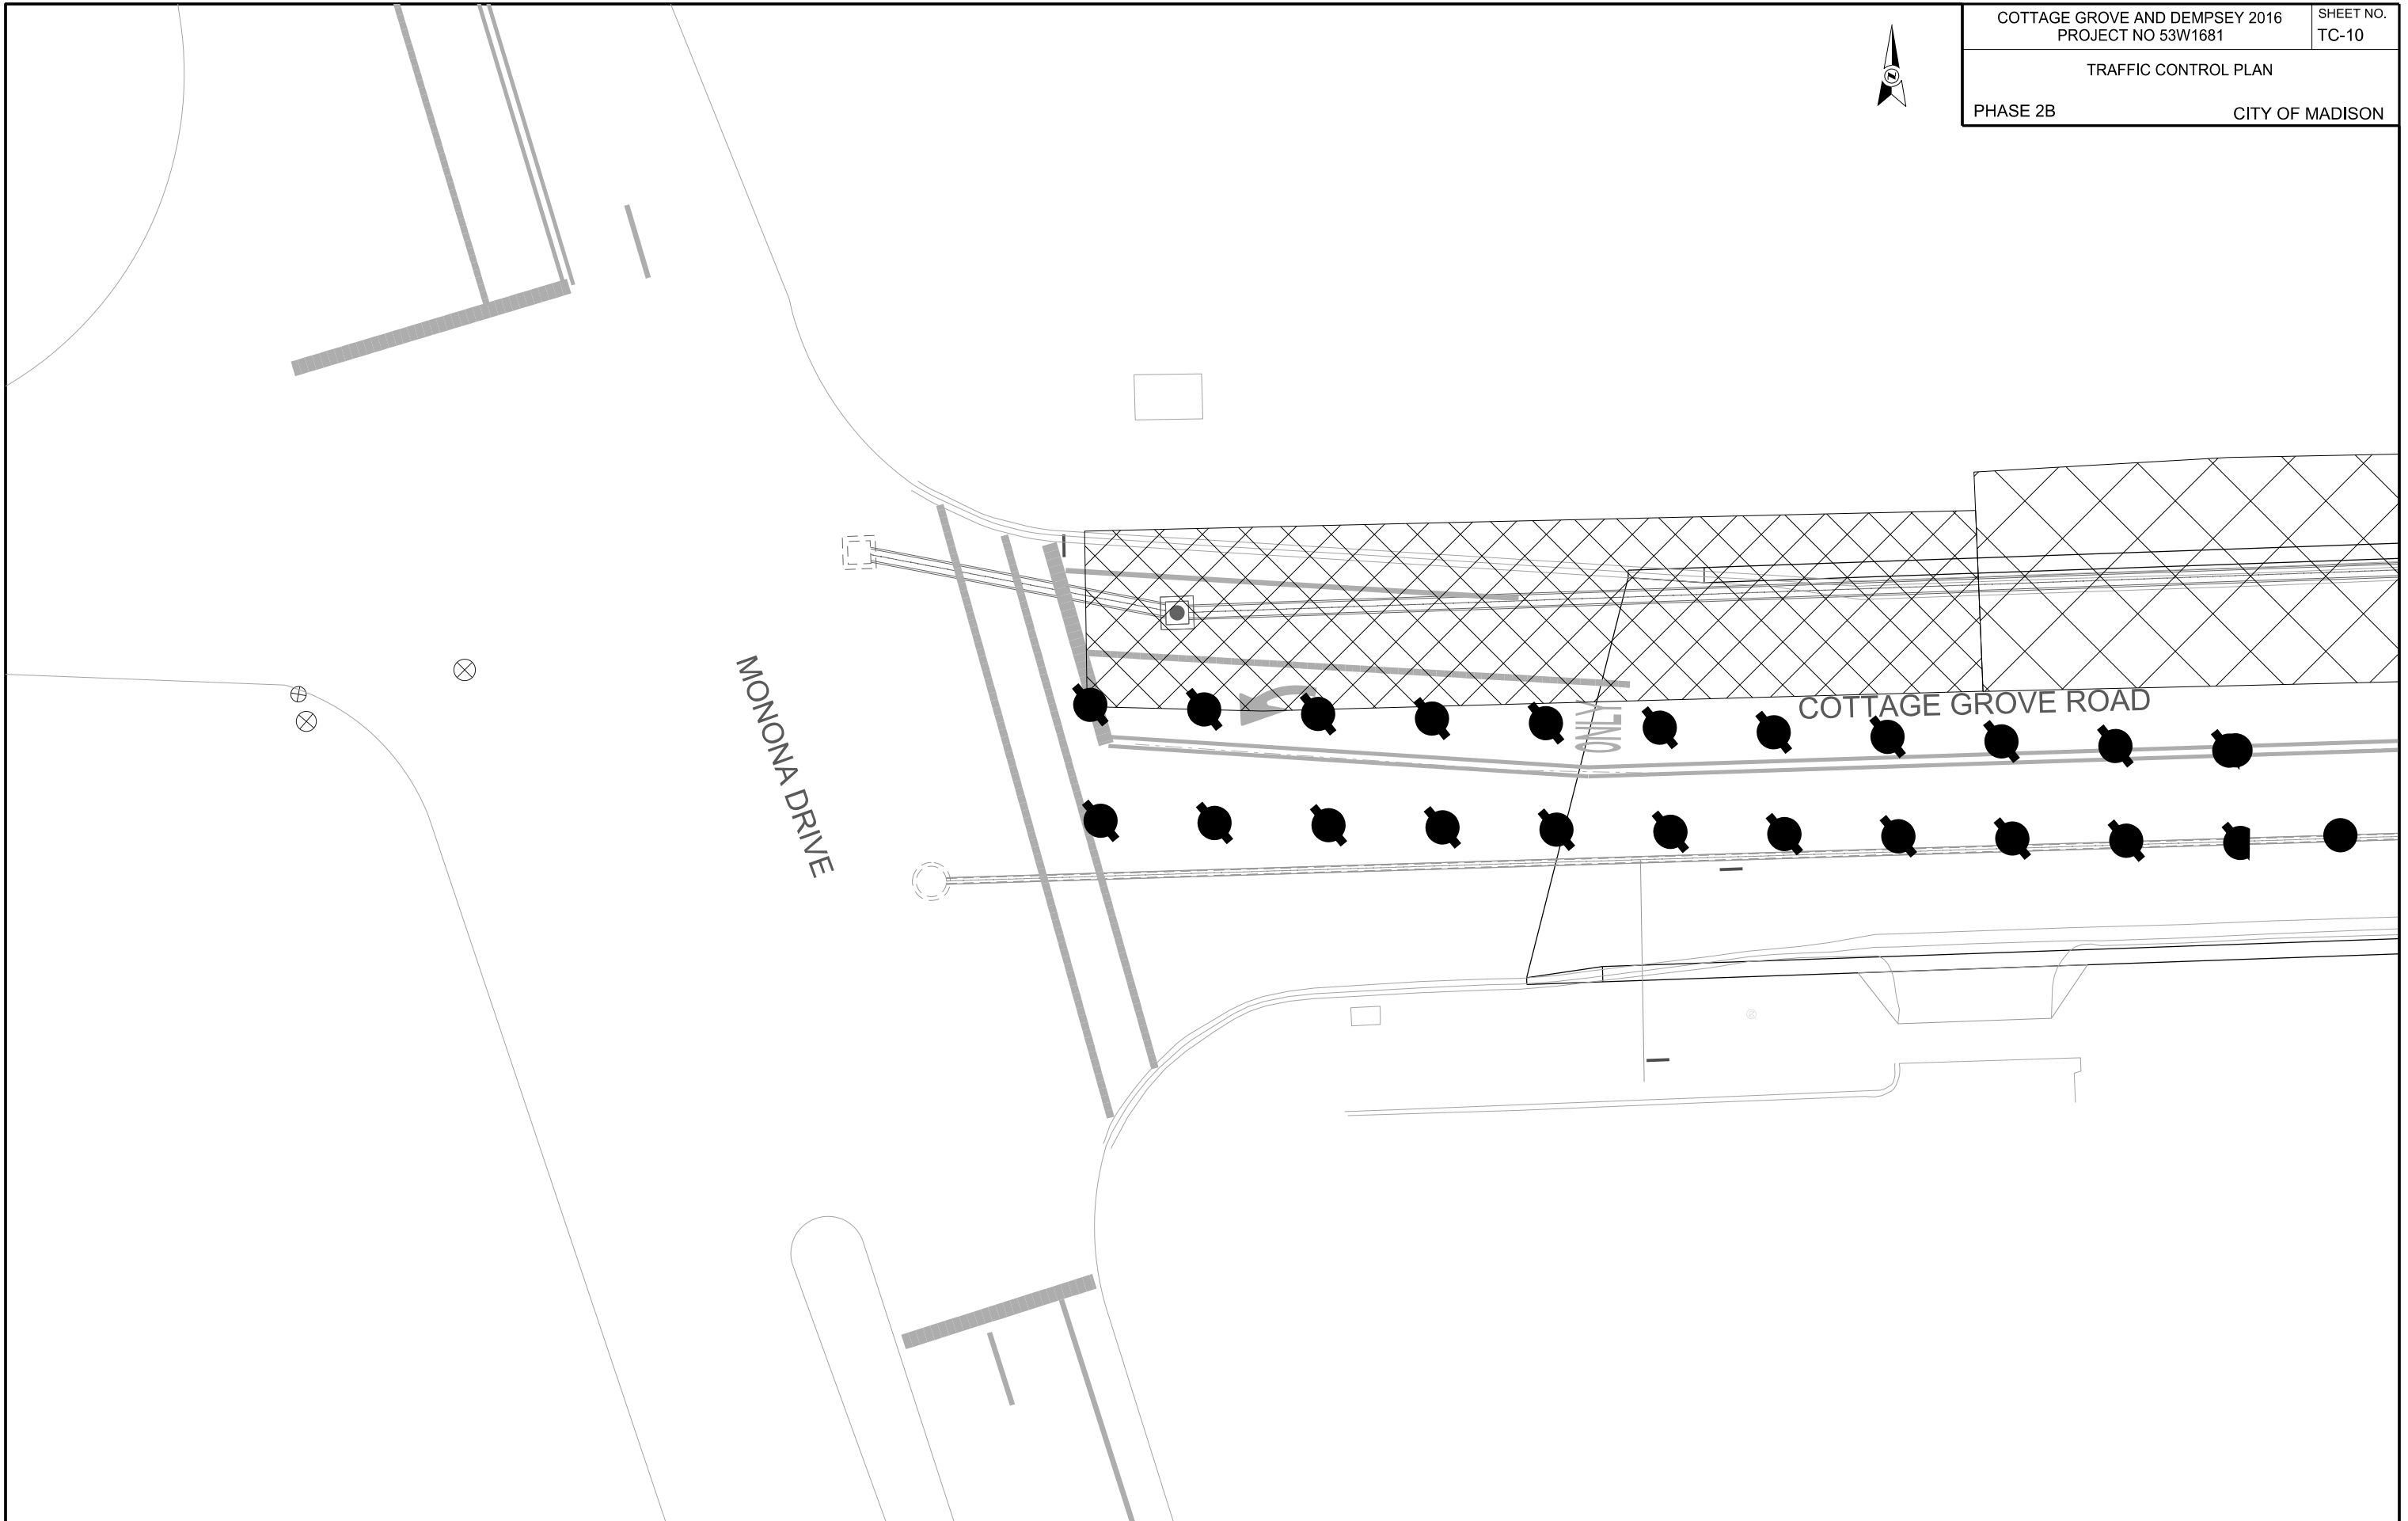 COTTAGE GROVE AND DEMPSEY 2016
PROJECT NO 53W1681
SHEET NO.
TC-10
TRAFFIC CONTROL PLAN
PHASE 2B
CITY OF MADISON
N
MONONA DRIVE
ONLY
COTTAGE GROVE ROAD